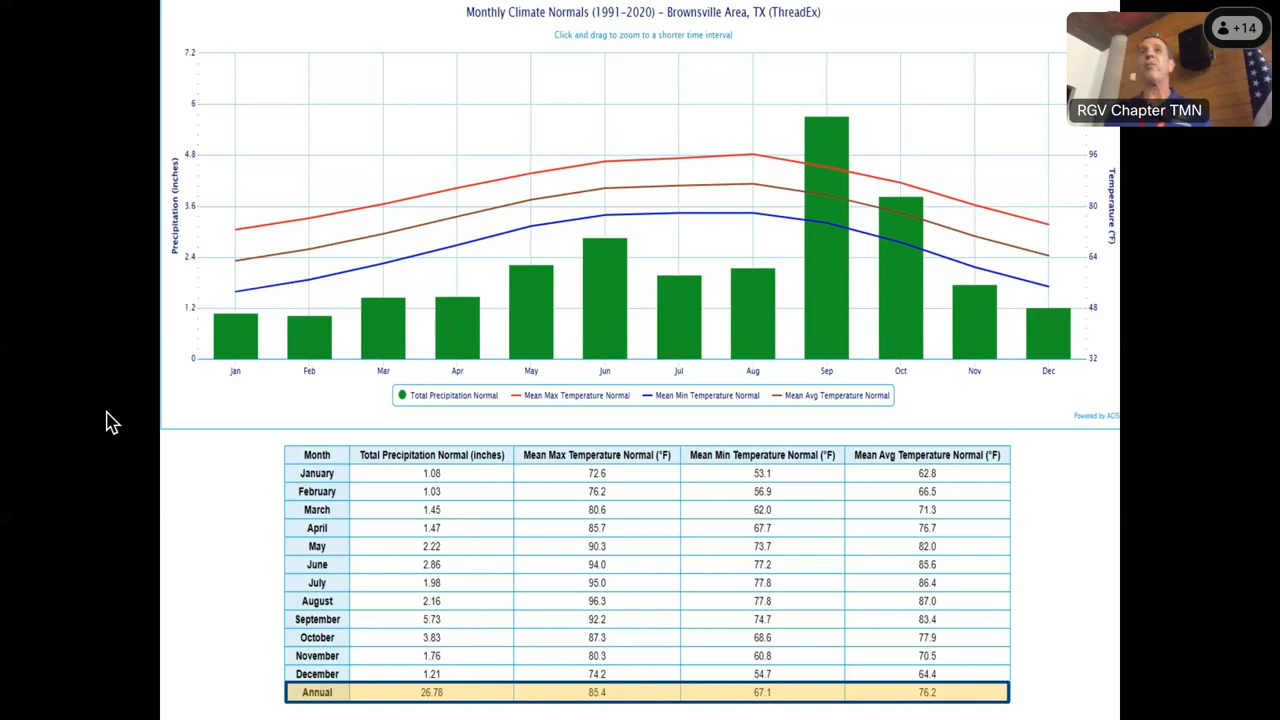 Monthly Climate Normals (1991-2020) – Brownsville Area, TX (ThreadEx)
Click and drag to zoom to a shorter time interval
+14
RGV Chapter TMN
Precipitation (inches)
7.2
6
4.8
3.6
2.4
1.2
0
96
80
64
48
32
Temperature (°F)
Jan Feb Mar Apr May Jun Jul Aug Sep Oct Nov Dec
Total Precipitation Normal Mean Max Temperature Normal Mean Min Temperature Normal Mean Avg Temperature Normal
Powered by ACIS
Month Total Precipitation Normal (inches) Mean Max Temperature Normal (°F) Mean Min Temperature Normal (°F) Mean Avg Temperature Normal (°F)
January 1.08 72.6 53.1 62.8
February 1.03 76.2 56.9 66.5
March 1.45 80.6 62.0 71.3
April 1.47 85.7 67.7 76.7
May 2.22 90.3 73.7 82.0
June 2.86 94.0 77.2 85.6
July 1.98 95.0 77.8 86.4
August 2.16 96.3 77.8 87.0
September 5.73 92.2 74.7 83.4
October 3.83 87.3 68.6 77.9
November 1.76 80.3 60.8 70.5
December 1.21 74.2 54.7 64.4
Annual 26.78 85.4 67.1 76.2